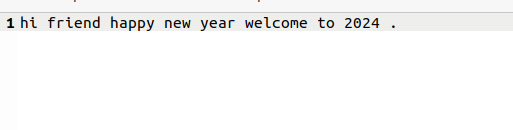 1 hi friend happy new year welcome to 2024 .